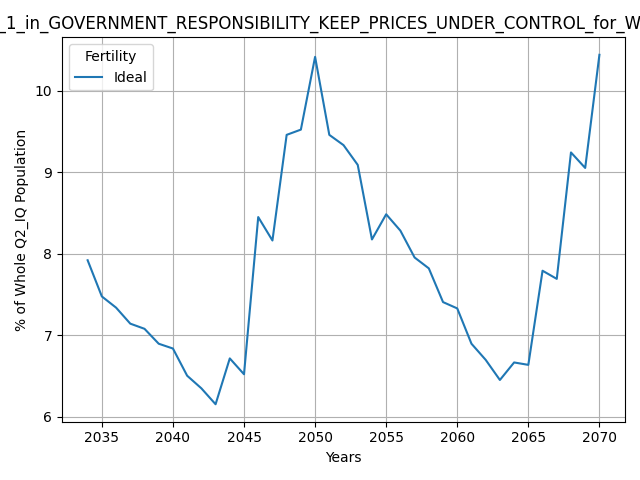 _1_in_GOVERNMENT_RESPONSIBILITY_KEEP_PRICES_UNDER_CONTROL_for_W
Fertility
Ideal
% of Whole Q2_IQ Population
10
9
8
7
6
2035 2040 2045 2050 2055 2060 2065 2070
Years